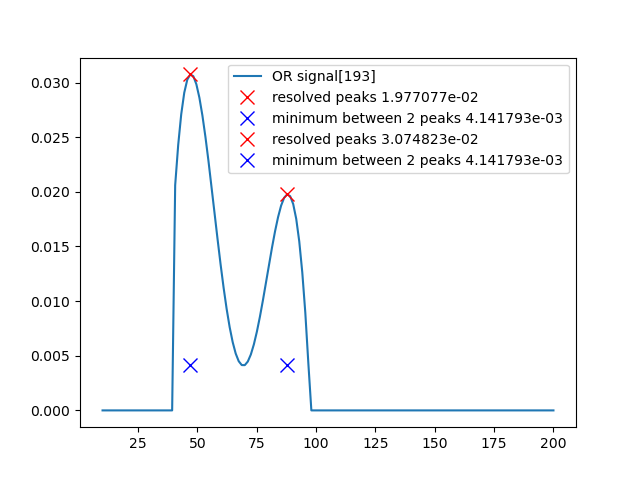 OR signal[193]
resolved peaks 1.977077e-02
minimum between 2 peaks 4.141793e-03
resolved peaks 3.074823e-02
minimum between 2 peaks 4.141793e-03
0.030
0.025
0.020
0.015
0.010
0.005
0.000
25 50 75 100 125 150 175 200